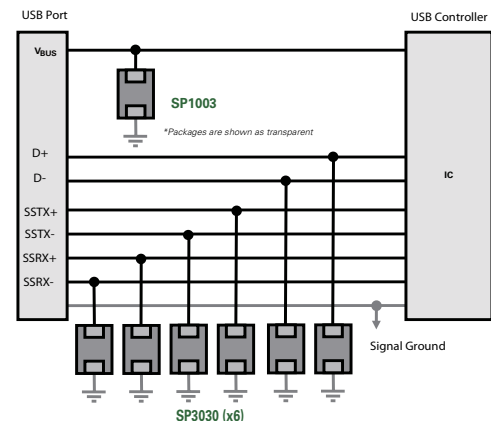 USB Port
USB Controller
VBUS
SP1003
*Packages are shown as transparent
D+
D-
IC
SSTX+
SSTX-
SSRX+
SSRX-
Signal Ground
SP3030 (x6)